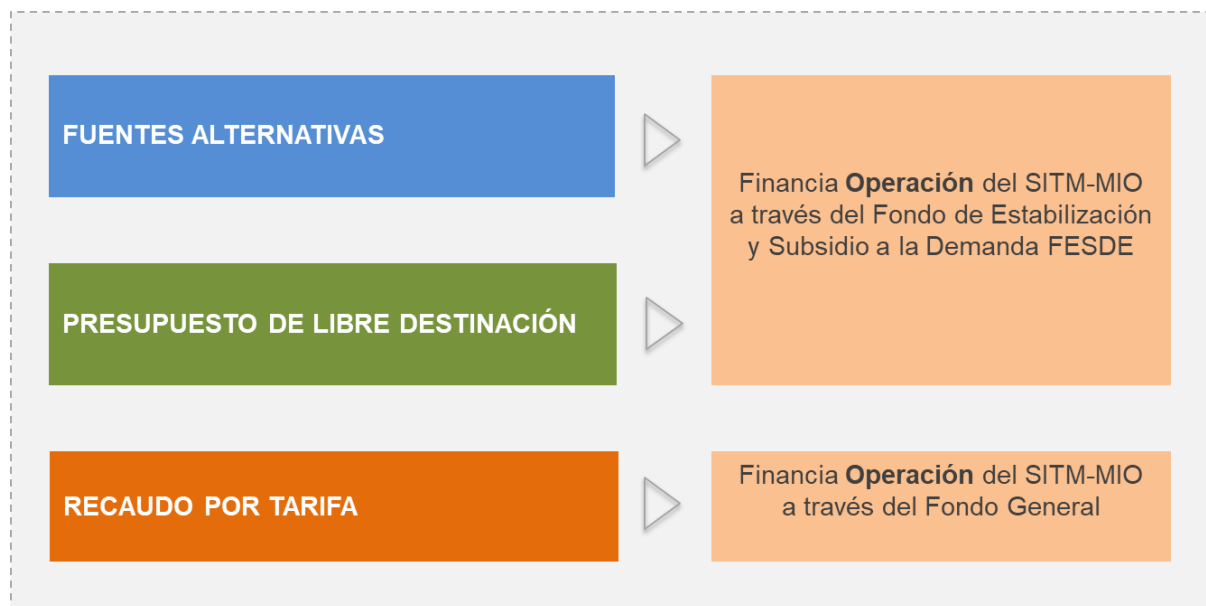 FUENTES ALTERNATIVAS
Financia Operación del SITM-MIO
a través del Fondo de Estabilización
y Subsidio a la Demanda FESDE
PRESUPUESTO DE LIBRE DESTINACIÓN
RECAUDO POR TARIFA
Financia Operación del SITM-MIO
a través del Fondo General